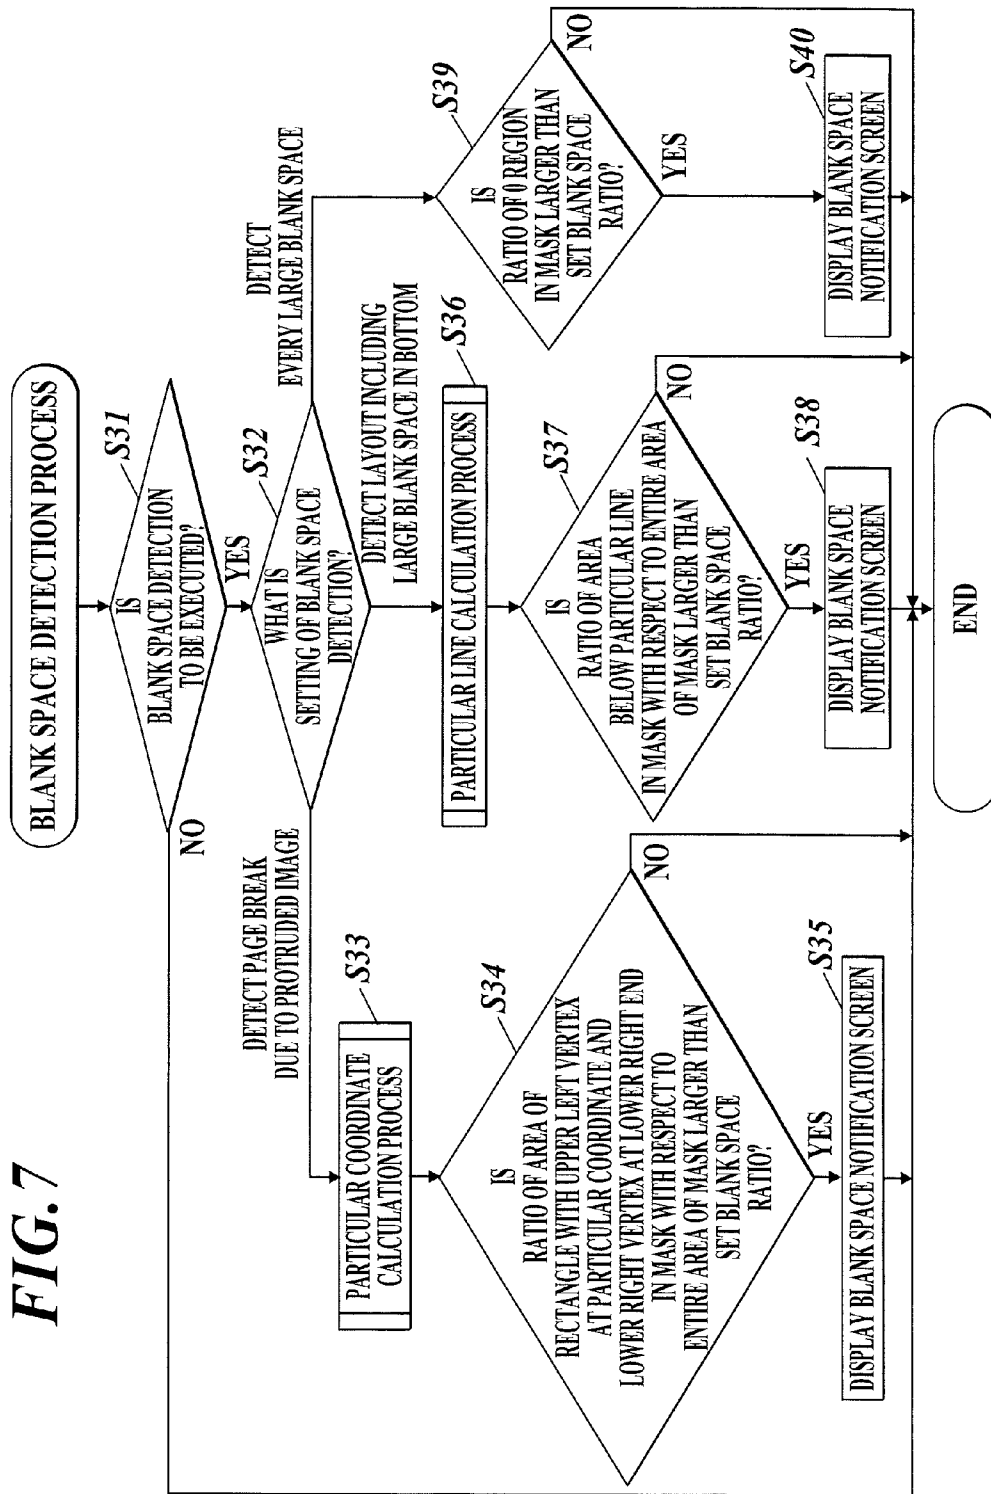 FIG.7
BLANK SPACE DETECTION PROCESS
S31
IS
BLANK SPACE DETECTION
TO BE EXECUTED?
NO
YES
S32
WHAT IS
SETTING OF BLANK SPACE
DETECTION?
DETECT PAGE BREAK
DUE TO PROTRUDED IMAGE
S33
PARTICULAR COORDINATE
CALCULATION PROCESS
S34
IS
RATIO OF AREA OF
RECTANGLE WITH UPPER LEFT VERTEX
AT PARTICULAR COORDINATE AND
LOWER RIGHT VERTEX AT LOWER RIGHT END
IN MASK WITH RESPECT TO
ENTIRE AREA OF MASK LARGER THAN
SET BLANK SPACE
RATIO?
NO
YES
S35
DISPLAY BLANK SPACE NOTIFICATION SCREEN
DETECT LAYOUT INCLUDING
LARGE BLANK SPACE IN BOTTOM
S36
PARTICULAR LINE CALCULATION PROCESS
S37
IS
RATIO OF AREA
BELOW PARTICULAR LINE
IN MASK WITH RESPECT TO ENTIRE AREA
OF MASK LARGER THAN
SET BLANK SPACE
RATIO?
NO
YES
S38
DISPLAY BLANK SPACE
NOTIFICATION SCREEN
DETECT
EVERY LARGE BLANK SPACE
S39
IS
RATIO OF 0 REGION
IN MASK LARGER THAN
SET BLANK SPACE
RATIO?
NO
YES
S40
DISPLAY BLANK SPACE
NOTIFICATION SCREEN
END